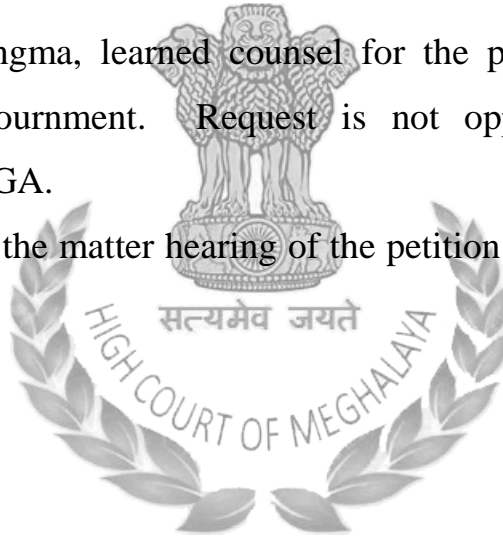 ngma, learned counsel for the p
ournment. Request is not opp
GA.
the matter hearing of the petition
सत्यमेव जयते
HIGH COURT OF MEGHALAYA